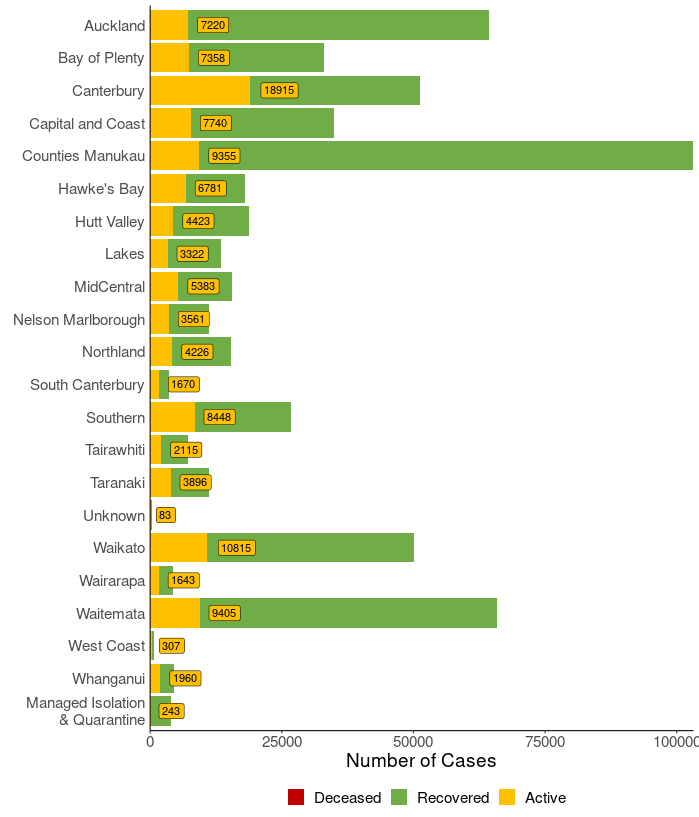 Auckland 7220
Bay of Plenty 7358
Canterbury 18915
Capital and Coast 7740
Counties Manukau 9355
Hawke's Bay 6781
Hutt Valley 4423
Lakes 3322
MidCentral 5383
Nelson Marlborough 3561
Northland 4226
South Canterbury 1670
Southern 8448
Tairawhiti 2115
Taranaki 3896
Unknown 83
Waikato 10815
Wairarapa 1643
Waitemata 9405
West Coast 307
Whanganui 1960
Managed Isolation
& Quarantine 243
0 25000 50000 75000 100000
Number of Cases
Deceased Recovered Active